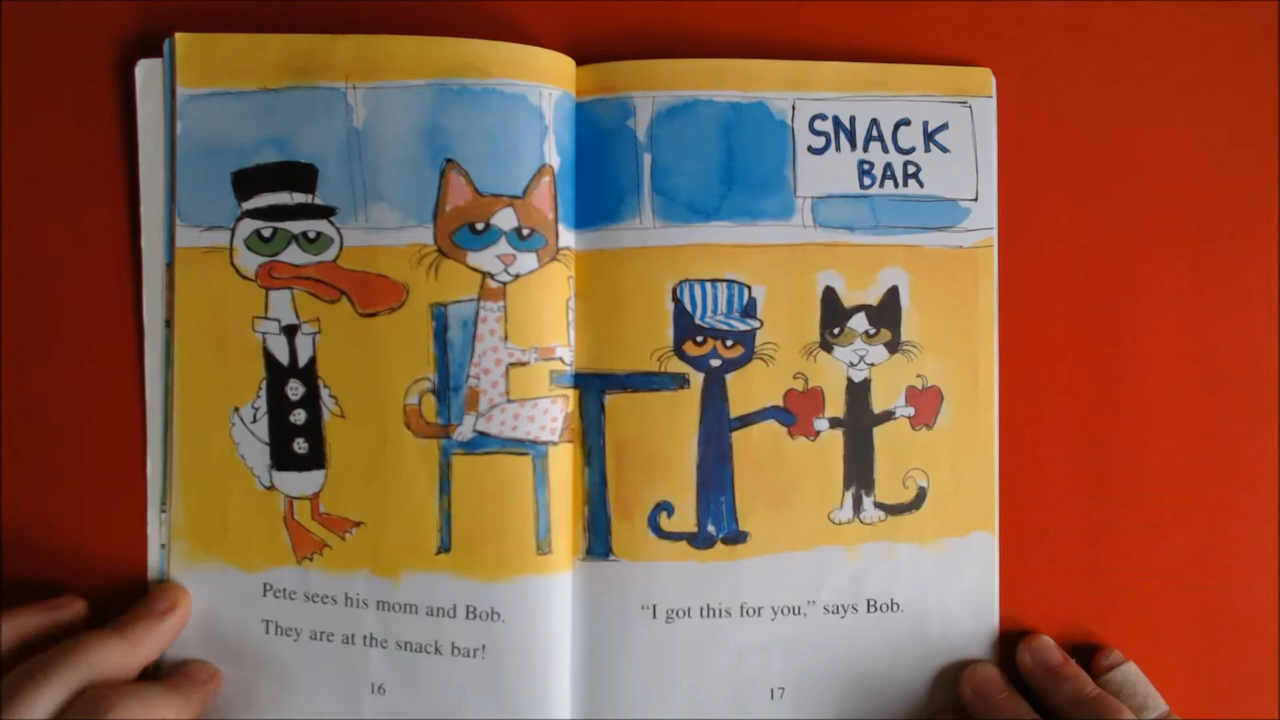 SNACK
BAR
Pete sees his mom and Bob.
They are at the snack bar!
16
“I got this for you,” says Bob.
17